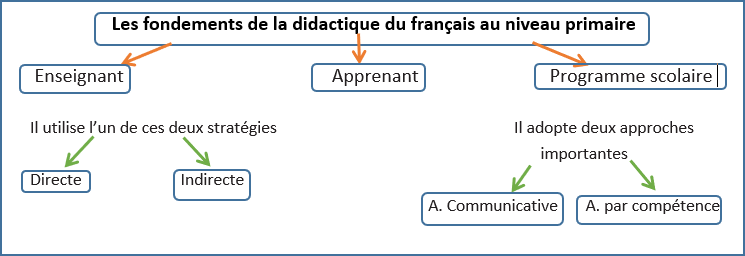 Les fondements de la didactique du français au niveau primaire
Enseignant
Apprenant
Programme scolaire
Il utilise l'un de ces deux stratégies
Directe
Indirecte
Il adopte deux approches
importantes
A. Communicative
A. par compétence